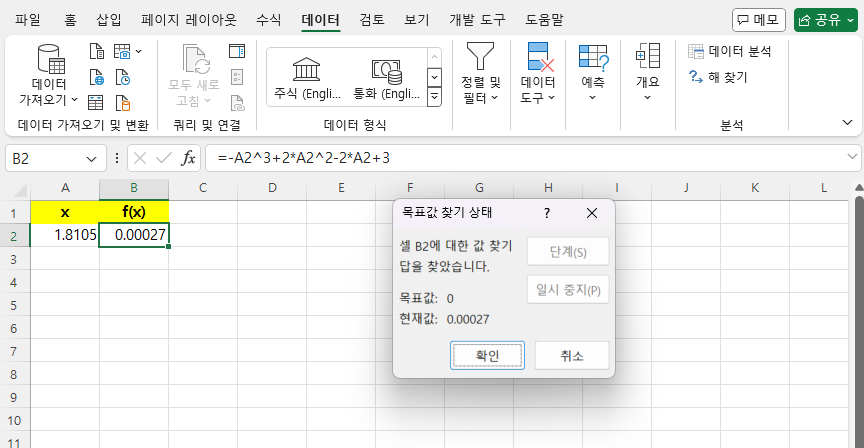 파일 홈 삽입 페이지 레이아웃 수식 데이터 검토 보기 개발 도구 도움말 메모 공유
데이터
가져오기
모두 새로
고침
주식 (Engli...
통화 (Engli...
정렬 및
필터
데이터
도구
예측
개요
데이터 분석
해 찾기
데이터 가져오기 및 변환
쿼리 및 연결
데이터 형식
분석
B2
fx
=-A2^3+2*A2^2-2*A2+3
A B C D E F G H I J K L
1 x f(x)
2 1.8105 0.00027
3
4
5
6
7
8
9
10
11
목표값 찾기 상태 ?
셀 B2에 대한 값 찾기
답을 찾았습니다.
목표값: 0
현재값: 0.00027
단계(S)
일시 중지(P)
확인
취소